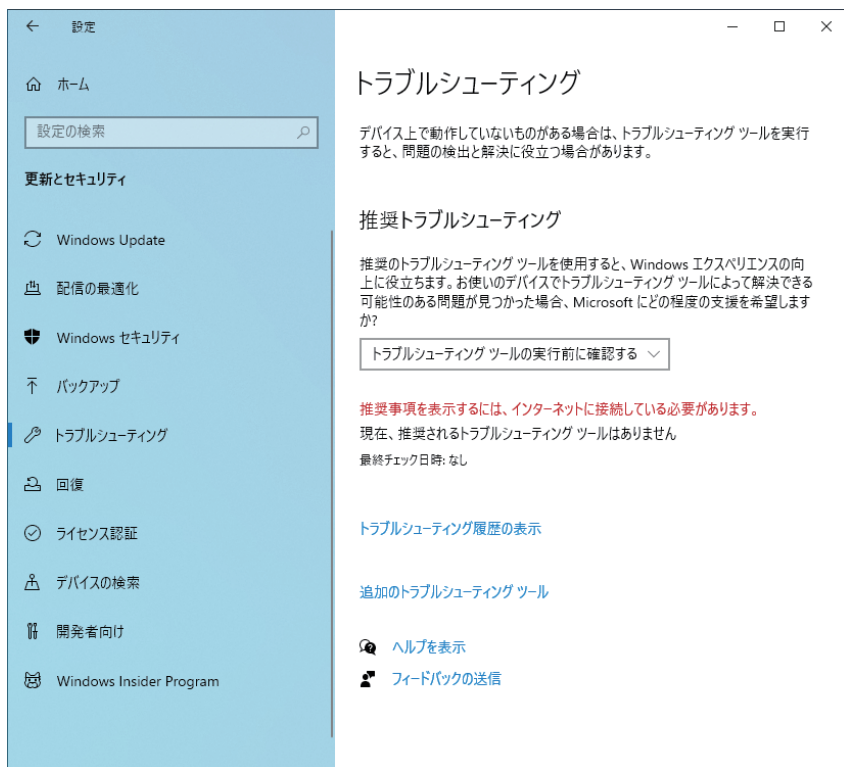 設定
ホーム
設定の検索
更新とセキュリティ
Windows Update
配信の最適化
Windows セキュリティ
バックアップ
トラブルシューティング
回復
ライセンス認証
デバイスの検索
開発者向け
Windows Insider Program
トラブルシューティング
デバイス上で動作していないものがある場合は、トラブルシューティング ツールを実行
すると、問題の検出と解決に役立つ場合があります。
推奨トラブルシューティング
推奨のトラブルシューティング ツールを使用すると、Windows エクスペリエンスの向
上に役立ちます。お使いのデバイスでトラブルシューティング ツールによって解決できる
可能性のある問題が見つかった場合、Microsoft にどの程度の支援を希望します
か?
トラブルシューティング ツールの実行前に確認する
推奨事項を表示するには、インターネットに接続している必要があります。
現在、推奨されるトラブルシューティング ツールはありません
最終チェック日時: なし
トラブルシューティング履歴の表示
追加のトラブルシューティング ツール
ヘルプを表示
フィードバックの送信